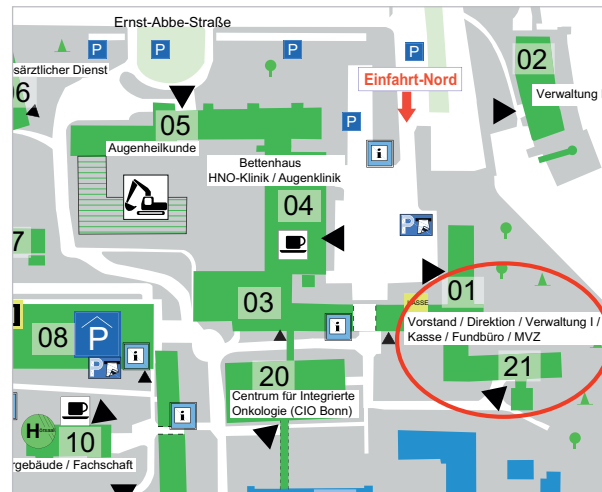 Ernst-Abbe-Straße
P
P
P
P
särztlicher Dienst
06
05
Augenheilkunde
Einfahrt-Nord
02
Verwaltung I
P
i
Bettenhaus
HNO-Klinik / Augenklinik
04
P
7
03
01
KASSE
Vorstand / Direktion / Verwaltung I /
Kasse / Fundbüro / MVZ
21
08
P
P
i
i
20
Centrum für Integrierte
Onkologie (CIO Bonn)
P
i
Hörsaal
10
rgebäude / Fachschaft
P